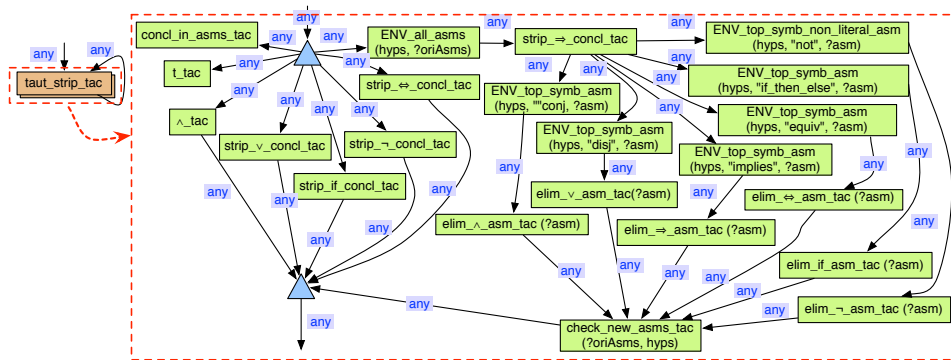 any
any
taut_strip_tac
any
concl_in_asms_tac
any
any
any
ENV_all_asms
(hyps, ?oriAsms)
any
strip_⇒_concl_tac
any
ENV_top_symb_non_literal_asm
(hyps, "not", ?asm)
any
t_tac
any
any
any
any
any
strip_⇔_concl_tac
any
any
any
any
any
ENV_top_symb_asm
(hyps, "if_then_else", ?asm)
ENV_top_symb_asm
(hyps, ""conj, ?asm)
ENV_top_symb_asm
(hyps, "equiv", ?asm)
∧_tac
strip_∨_concl_tac
strip_¬_concl_tac
ENV_top_symb_asm
(hyps, "disj", ?asm)
ENV_top_symb_asm
(hyps, "implies", ?asm)
any
any
any
any
any
any
any
any
strip_if_concl_tac
elim_∨_asm_tac(?asm)
elim_⇔_asm_tac (?asm)
any
any
any
elim_∧_asm_tac (?asm)
elim_⇒_asm_tac (?asm)
any
any
any
any
any
any
elim_if_asm_tac (?asm)
any
any
any
elim_¬_asm_tac (?asm)
any
check_new_asms_tac
(?oriAsms, hyps)
any